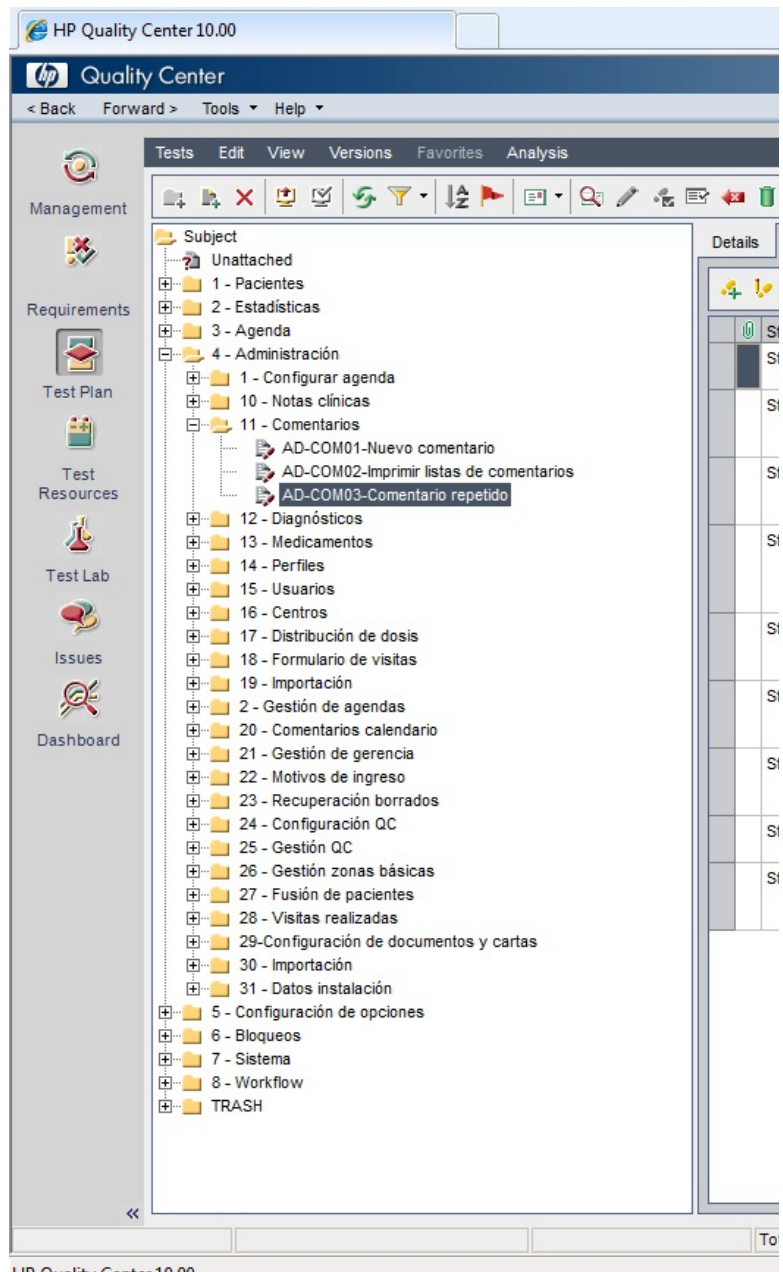 HP Quality Center 10.00
hp Quality Center
< Back Forward > Tools Help
Tests Edit View Versions Favorites Analysis
Management
Requirements
Test Plan
Test
Resources
Test Lab
Issues
Dashboard
«
Subject
Unattached
1 - Pacientes
2 - Estadísticas
3 - Agenda
4 - Administración
1 - Configurar agenda
10 - Notas clínicas
11 - Comentarios
AD-COM01-Nuevo comentario
AD-COM02-Imprimir listas de comentarios
AD-COM03-Comentario repetido
12 - Diagnósticos
13 - Medicamentos
14 - Perfiles
15 - Usuarios
16 - Centros
17 - Distribución de dosis
18 - Formulario de visitas
19 - Importación
2 - Gestión de agendas
20 - Comentarios calendario
21 - Gestión de gerencia
22 - Motivos de ingreso
23 - Recuperación borrados
24 - Configuración QC
25 - Gestión QC
26 - Gestión zonas básicas
27 - Fusión de pacientes
28 - Visitas realizadas
29-Configuración de documentos y cartas
30 - Importación
31 - Datos instalación
5 - Configuración de opciones
6 - Bloqueos
7 - Sistema
8 - Workflow
TRASH
Details
HP Quality Center 10.00